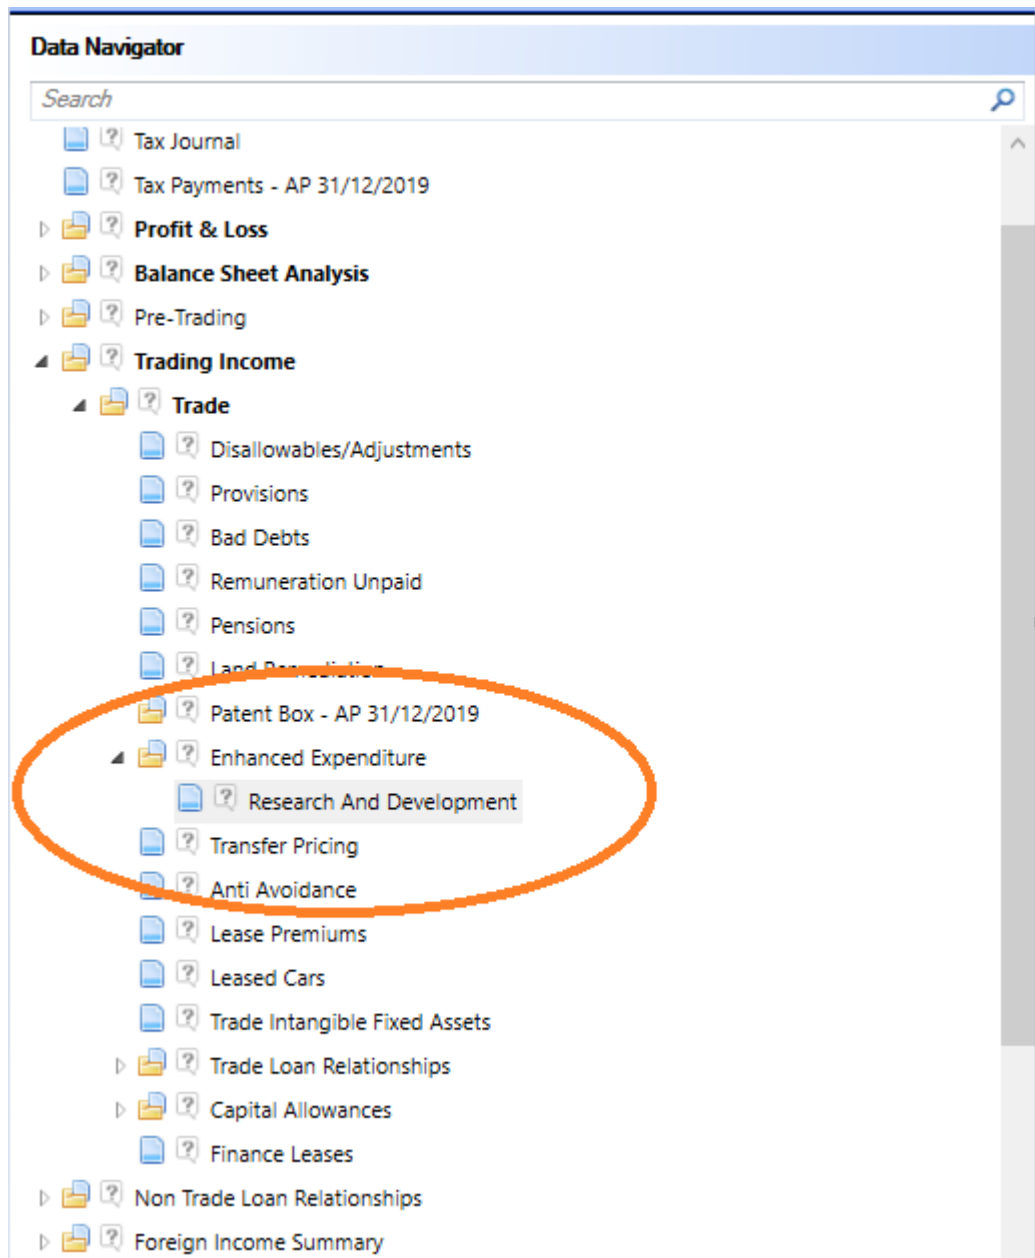 Data Navigator
Search
Tax Journal
Tax Payments - AP 31/12/2019
Profit & Loss
Balance Sheet Analysis
Pre-Trading
Trading Income
Trade
Disallowables/Adjustments
Provisions
Bad Debts
Remuneration Unpaid
Pensions
Land Remediation
Patent Box - AP 31/12/2019
Enhanced Expenditure
Research And Development
Transfer Pricing
Anti Avoidance
Lease Premiums
Leased Cars
Trade Intangible Fixed Assets
Trade Loan Relationships
Capital Allowances
Finance Leases
Non Trade Loan Relationships
Foreign Income Summary